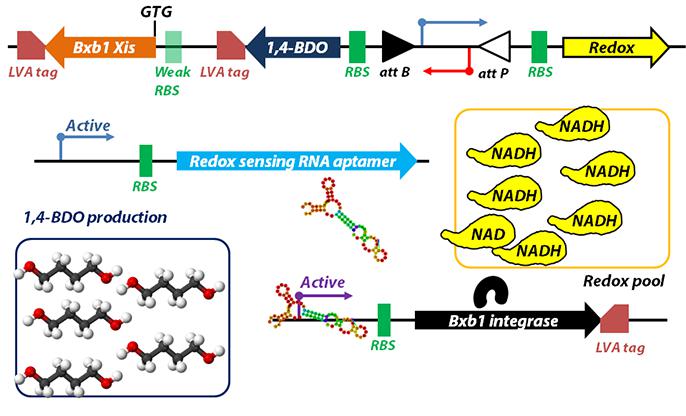 GTG
Bxb1 Xis
1,4-BDO
Redox
LVA tag
Weak
RBS
LVA tag
RBS
att B
att P
RBS
Active
Redox sensing RNA aptamer
RBS
NADH
NADH
NADH
NADH
NADH
NAD
NADH
1,4-BDO production
Redox pool
Active
Bxb1 integrase
RBS
LVA tag